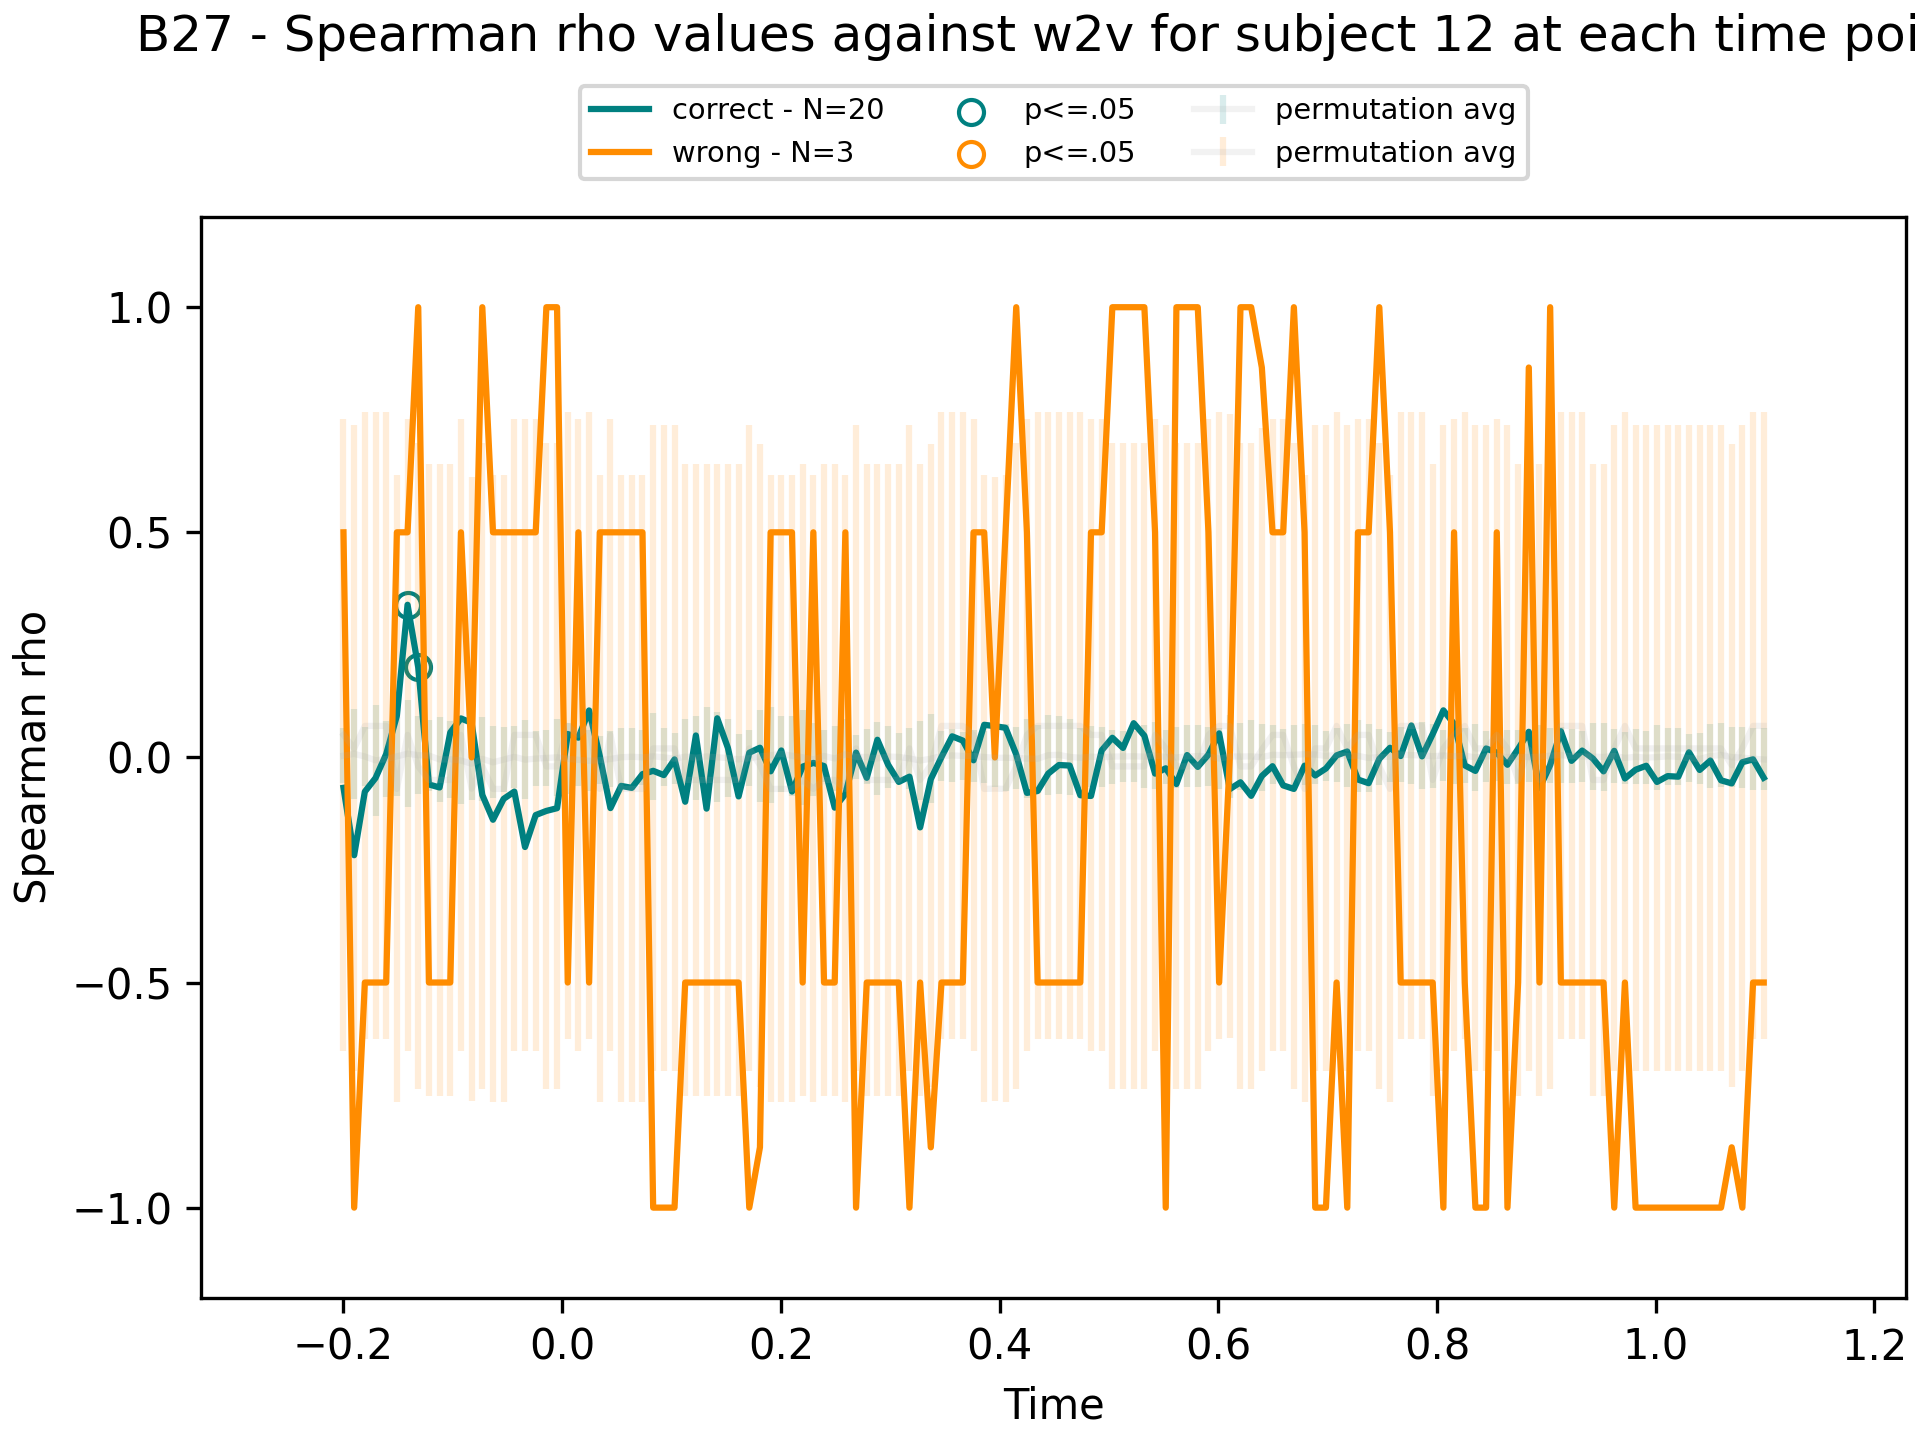 B27 - Spearman rho values against w2v for subject 12 at each time poi
correct - N=20 p<=.05 permutation avg
wrong - N=3 p<=.05 permutation avg
1.0
0.5
0.0
−0.5
−1.0
Spearman rho
−0.2 0.0 0.2 0.4 0.6 0.8 1.0 1.2
Time